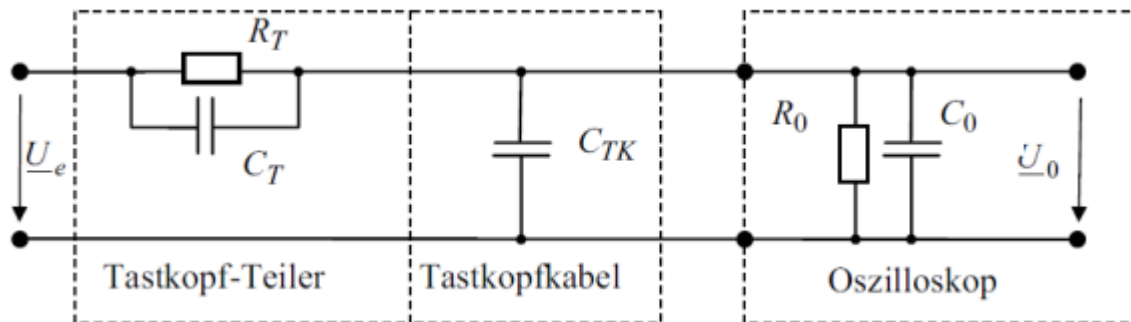 R_T
C_T
U_e
C_TK
R_0
C_0
U_0
Tastkopf-Teiler
Tastkopfkabel
Oszilloskop